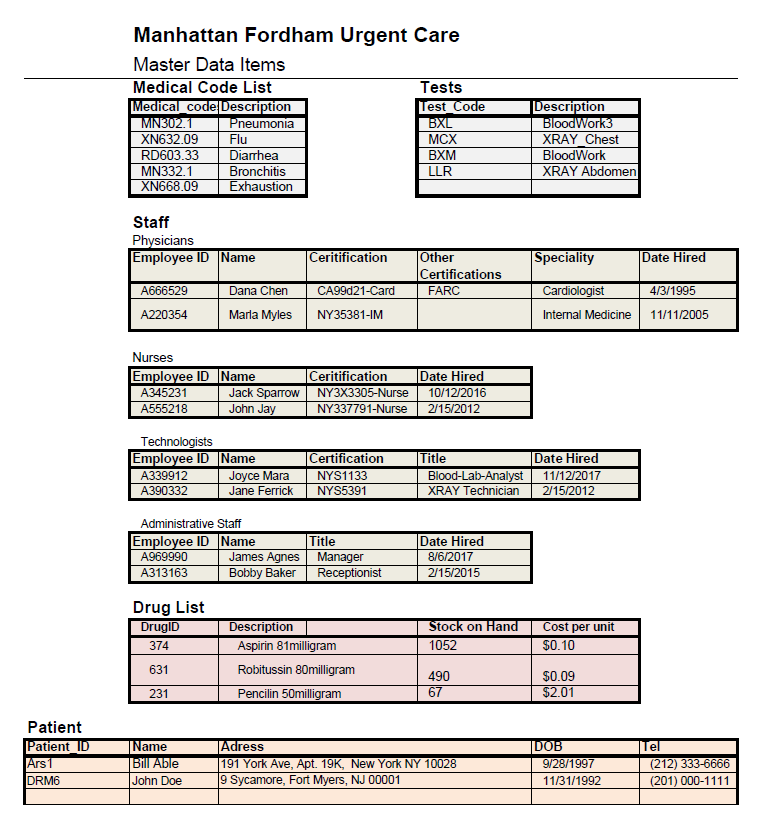 Manhattan Fordham Urgent Care
Master Data Items
Medical Code List Tests
Medical_code Description Test_Code Description
MN302.1 Pneumonia BXL BloodWork3
XN632.09 Flu MCX XRAY_Chest
RD603.33 Diarrhea BXM BloodWork
MN332.1 Bronchitis LLR XRAY Abdomen
XN668.09 Exhaustion
Staff
Physicians
Employee ID Name Ceritification Other Speciality Date Hired
Certifications
A666529 Dana Chen CA99d21-Card FARC Cardiologist 4/3/1995
A220354 Marla Myles NY35381-IM Internal Medicine 11/11/2005
Nurses
Employee ID Name Ceritification Date Hired
A345231 Jack Sparrow NY3X3305-Nurse 10/12/2016
A555218 John Jay NY337791-Nurse 2/15/2012
Technologists
Employee ID Name Certification Title Date Hired
A339912 Joyce Mara NYS1133 Blood-Lab-Analyst 11/12/2017
A390332 Jane Ferrick NYS5391 XRAY Technician 2/15/2012
Administrative Staff
Employee ID Name Title Date Hired
A969990 James Agnes Manager 8/6/2017
A313163 Bobby Baker Receptionist 2/15/2015
Drug List
DrugID Description Stock on Hand Cost per unit
374 Aspirin 81milligram 1052 $0.10
631 Robitussin 80milligram 490 $0.09
231 Pencilin 50milligram 67 $2.01
Patient
Patient_ID Name Adress DOB Tel
Ars1 Bill Able 191 York Ave, Apt. 19K, New York NY 10028 9/28/1997 (212) 333-6666
DRM6 John Doe 9 Sycamore, Fort Myers, NJ 00001 11/31/1992 (201) 000-1111